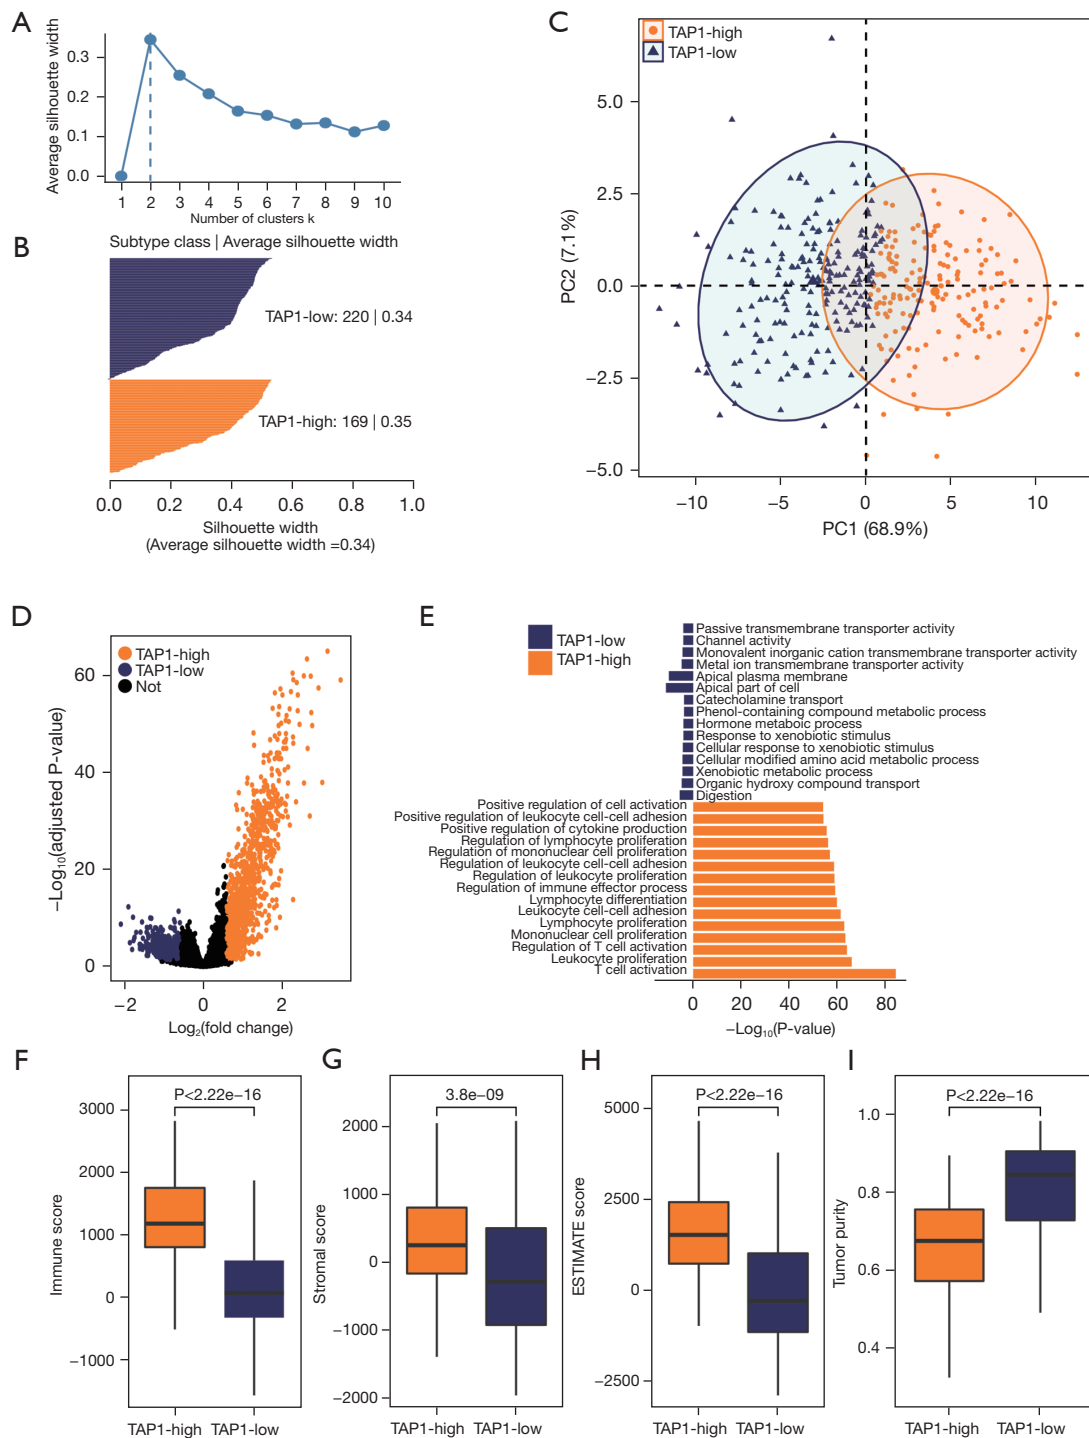 A
Average silhouette width
0.3
0.2
0.1
0.0
1 2 3 4 5 6 7 8 9 10
Number of clusters k
B
Subtype class | Average silhouette width
TAP1-low: 220 | 0.34
TAP1-high: 169 | 0.35
0.0 0.2 0.4 0.6 0.8 1.0
Silhouette width
(Average silhouette width =0.34)
C
TAP1-high
TAP1-low
PC2 (7.1%)
5.0
2.5
0.0
−2.5
−5.0
−10 −5 0 5 10
PC1 (68.9%)
D
TAP1-high
TAP1-low
Not
−Log₁₀(adjusted P-value)
60
40
20
0
−2 0 2
Log₂(fold change)
E
TAP1-low
TAP1-high
Passive transmembrane transporter activity
Channel activity
Monovalent inorganic cation transmembrane transporter activity
Metal ion transmembrane transporter activity
Apical plasma membrane
Apical part of cell
Catecholamine transport
Phenol-containing compound metabolic process
Hormone metaboic process
Response to xenobiotic stimulus
Cellular response to xenobiotic stimulus
Cellular modified amino acid metabolic process
Xenobiotic metabolic process
Organic hydroxy compound transport
Digestion
Positive regulation of cell activation
Positive regulation of leukocyte cell-cell adhesion
Positive regulation of cytokine production
Regulation of lymphocyte proliferation
Regulation of mononuclear cell proliferation
Regulation of leukocyte cell-cell adhesion
Regulation of leukocyte proliferation
Regulation of immune effector process
Lymphocyte differentiation
Leukocyte cell-cell adhesion
Lymphocyte proliferation
Mononuclear cell proliferation
Regulation of T cell activation
Leukocyte proliferation
T cell activation
0 20 40 60 80
−Log₁₀(P-value)
F
Immune score
3000
2000
1000
0
−1000
P<2.22e−16
TAP1-high TAP1-low
G
Stromal score
2000
1000
0
−1000
−2000
3.8e−09
TAP1-high TAP1-low
H
ESTIMATE score
5000
2500
0
−2500
P<2.22e−16
TAP1-high TAP1-low
I
Tumor purity
1.0
0.8
0.6
0.4
P<2.22e−16
TAP1-high TAP1-low